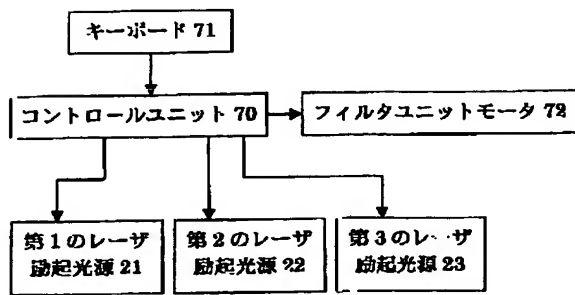 キーボード 71
コントロールユニット 70
フィルタユニットモータ 72
第1のレーザ
励起光源 21
第2のレーザ
励起光源 22
第3のレーザ
励起光源 23